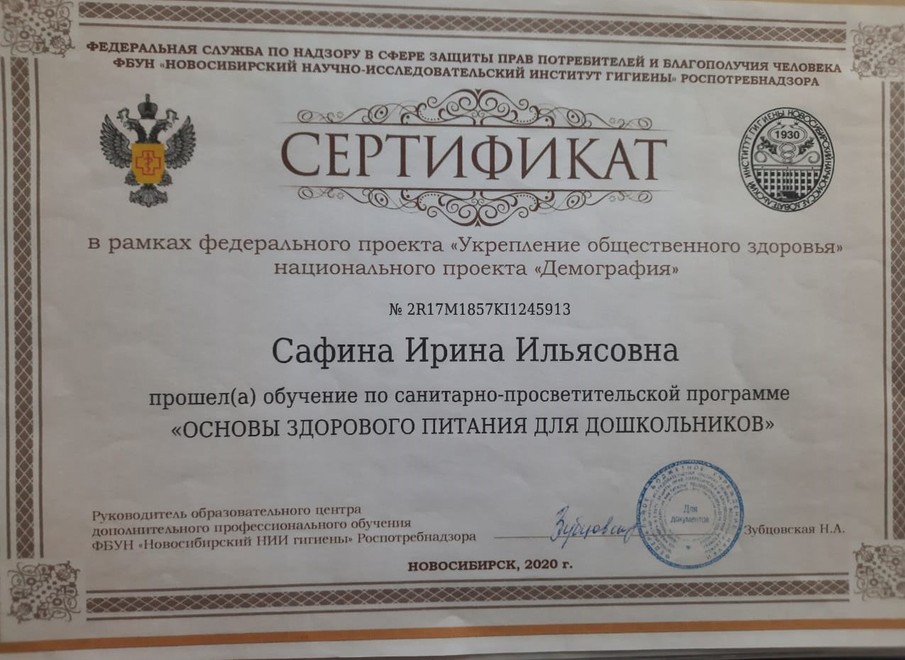 ФЕДЕРАЛЬНАЯ СЛУЖБА ПО НАДЗОРУ В СФЕРЕ ЗАЩИТЫ ПРАВ ПОТРЕБИТЕЛЕЙ И БЛАГОПОЛУЧИЯ ЧЕЛОВЕКА
ФБУН «НОВОСИБИРСКИЙ НАУЧНО-ИССЛЕДОВАТЕЛЬСКИЙ ИНСТИТУТ ГИГИЕНЫ» РОСПОТРЕБНАДЗОРА
1930
СЕРТИФИКАТ
в рамках федерального проекта «Укрепление общественного здоровья»
национального проекта «Демография»
№ 2R17M1857KI1245913
Сафина Ирина Ильясовна
прошел(а) обучение по санитарно-просветительской программе
«ОСНОВЫ ЗДОРОВОГО ПИТАНИЯ ДЛЯ ДОШКОЛЬНИКОВ»
Руководитель образовательного центра
дополнительного профессионального обучения
ФБУН «Новосибирский НИИ гигиены» Роспотребнадзора
Для
документов
Зубцовская Н.А.
НОВОСИБИРСК, 2020 г.